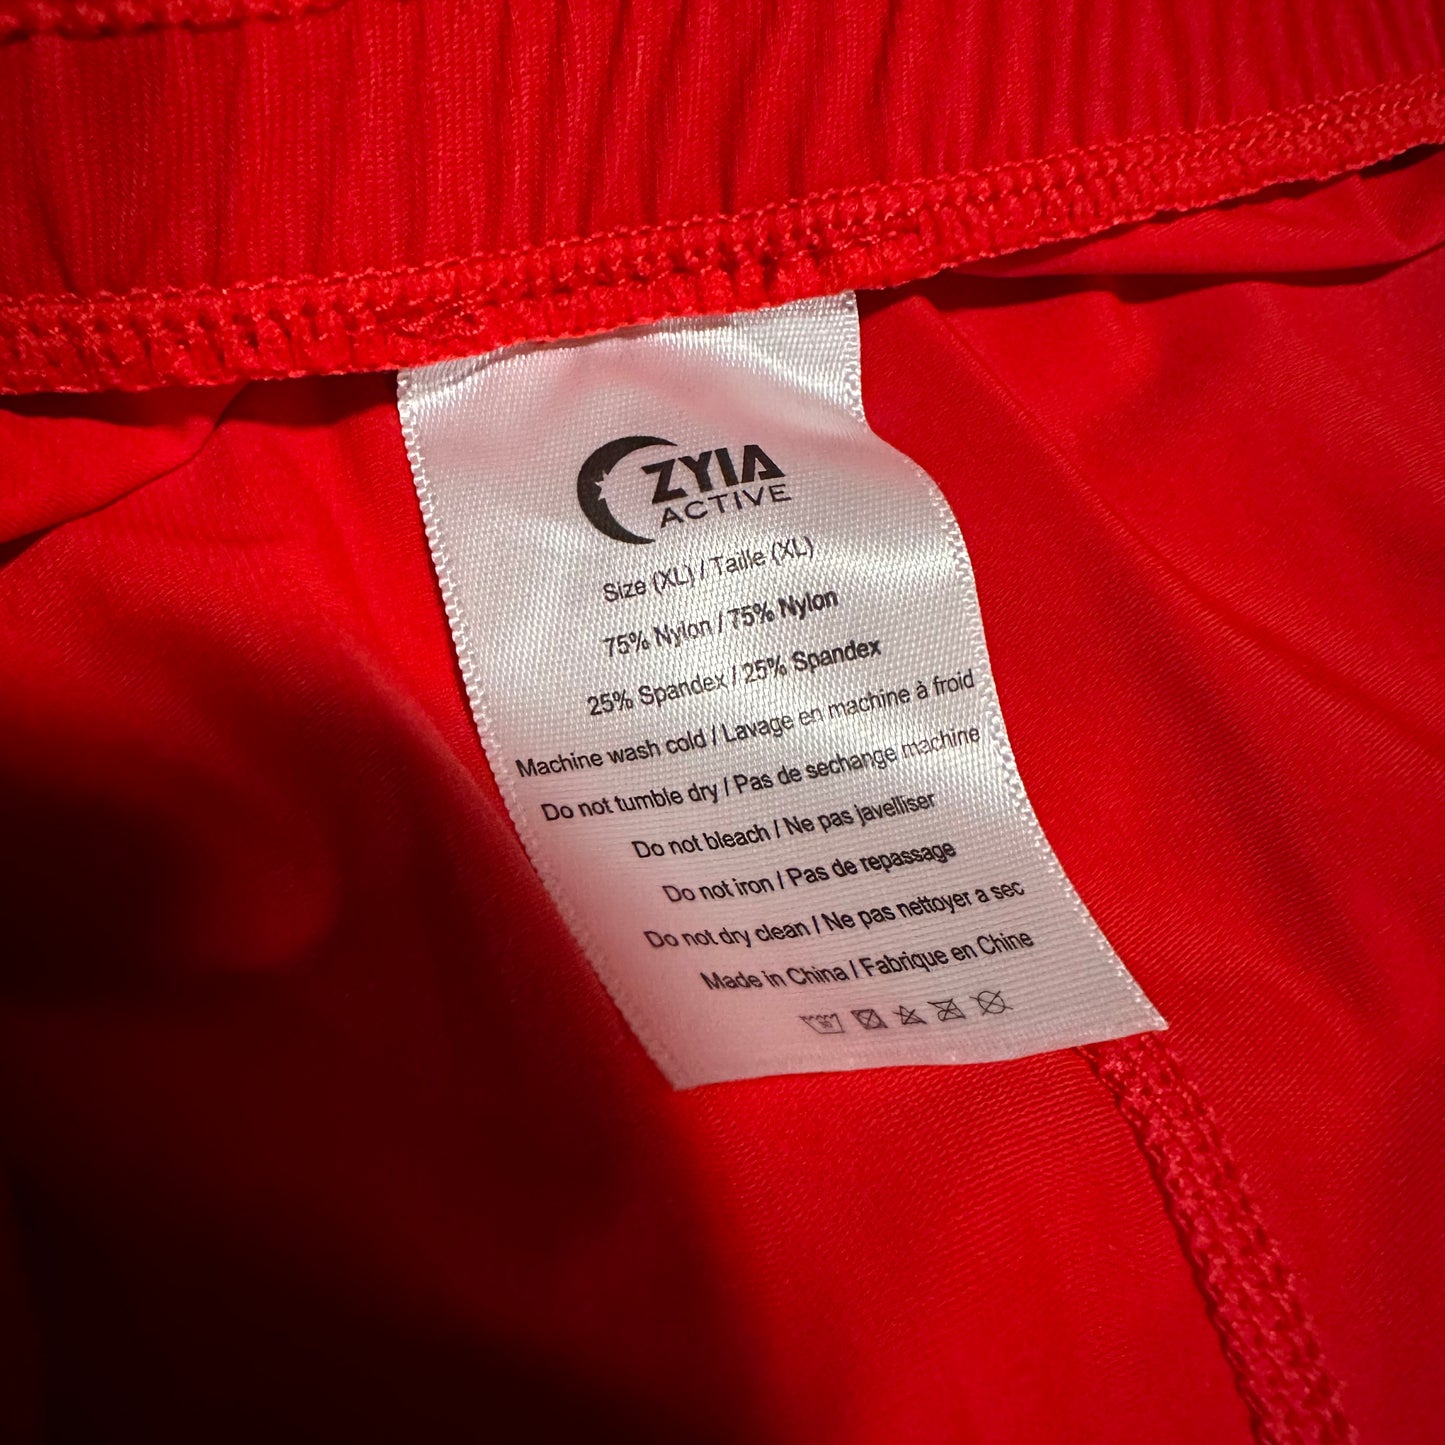 ZYIA
ACTIVE
Size (XL) / Taille (XL)
75% Nylon / 75% Nylon
25% Spandex / 25% Spandex
Machine wash cold / Lavage en machine à froid
Do not tumble dry / Pas de sechange machine
Do not bleach / Ne pas javelliser
Do not iron / Pas de repassage
Do not dry clean / Ne pas nettoyer a sec
Made in China / Fabrique en Chine